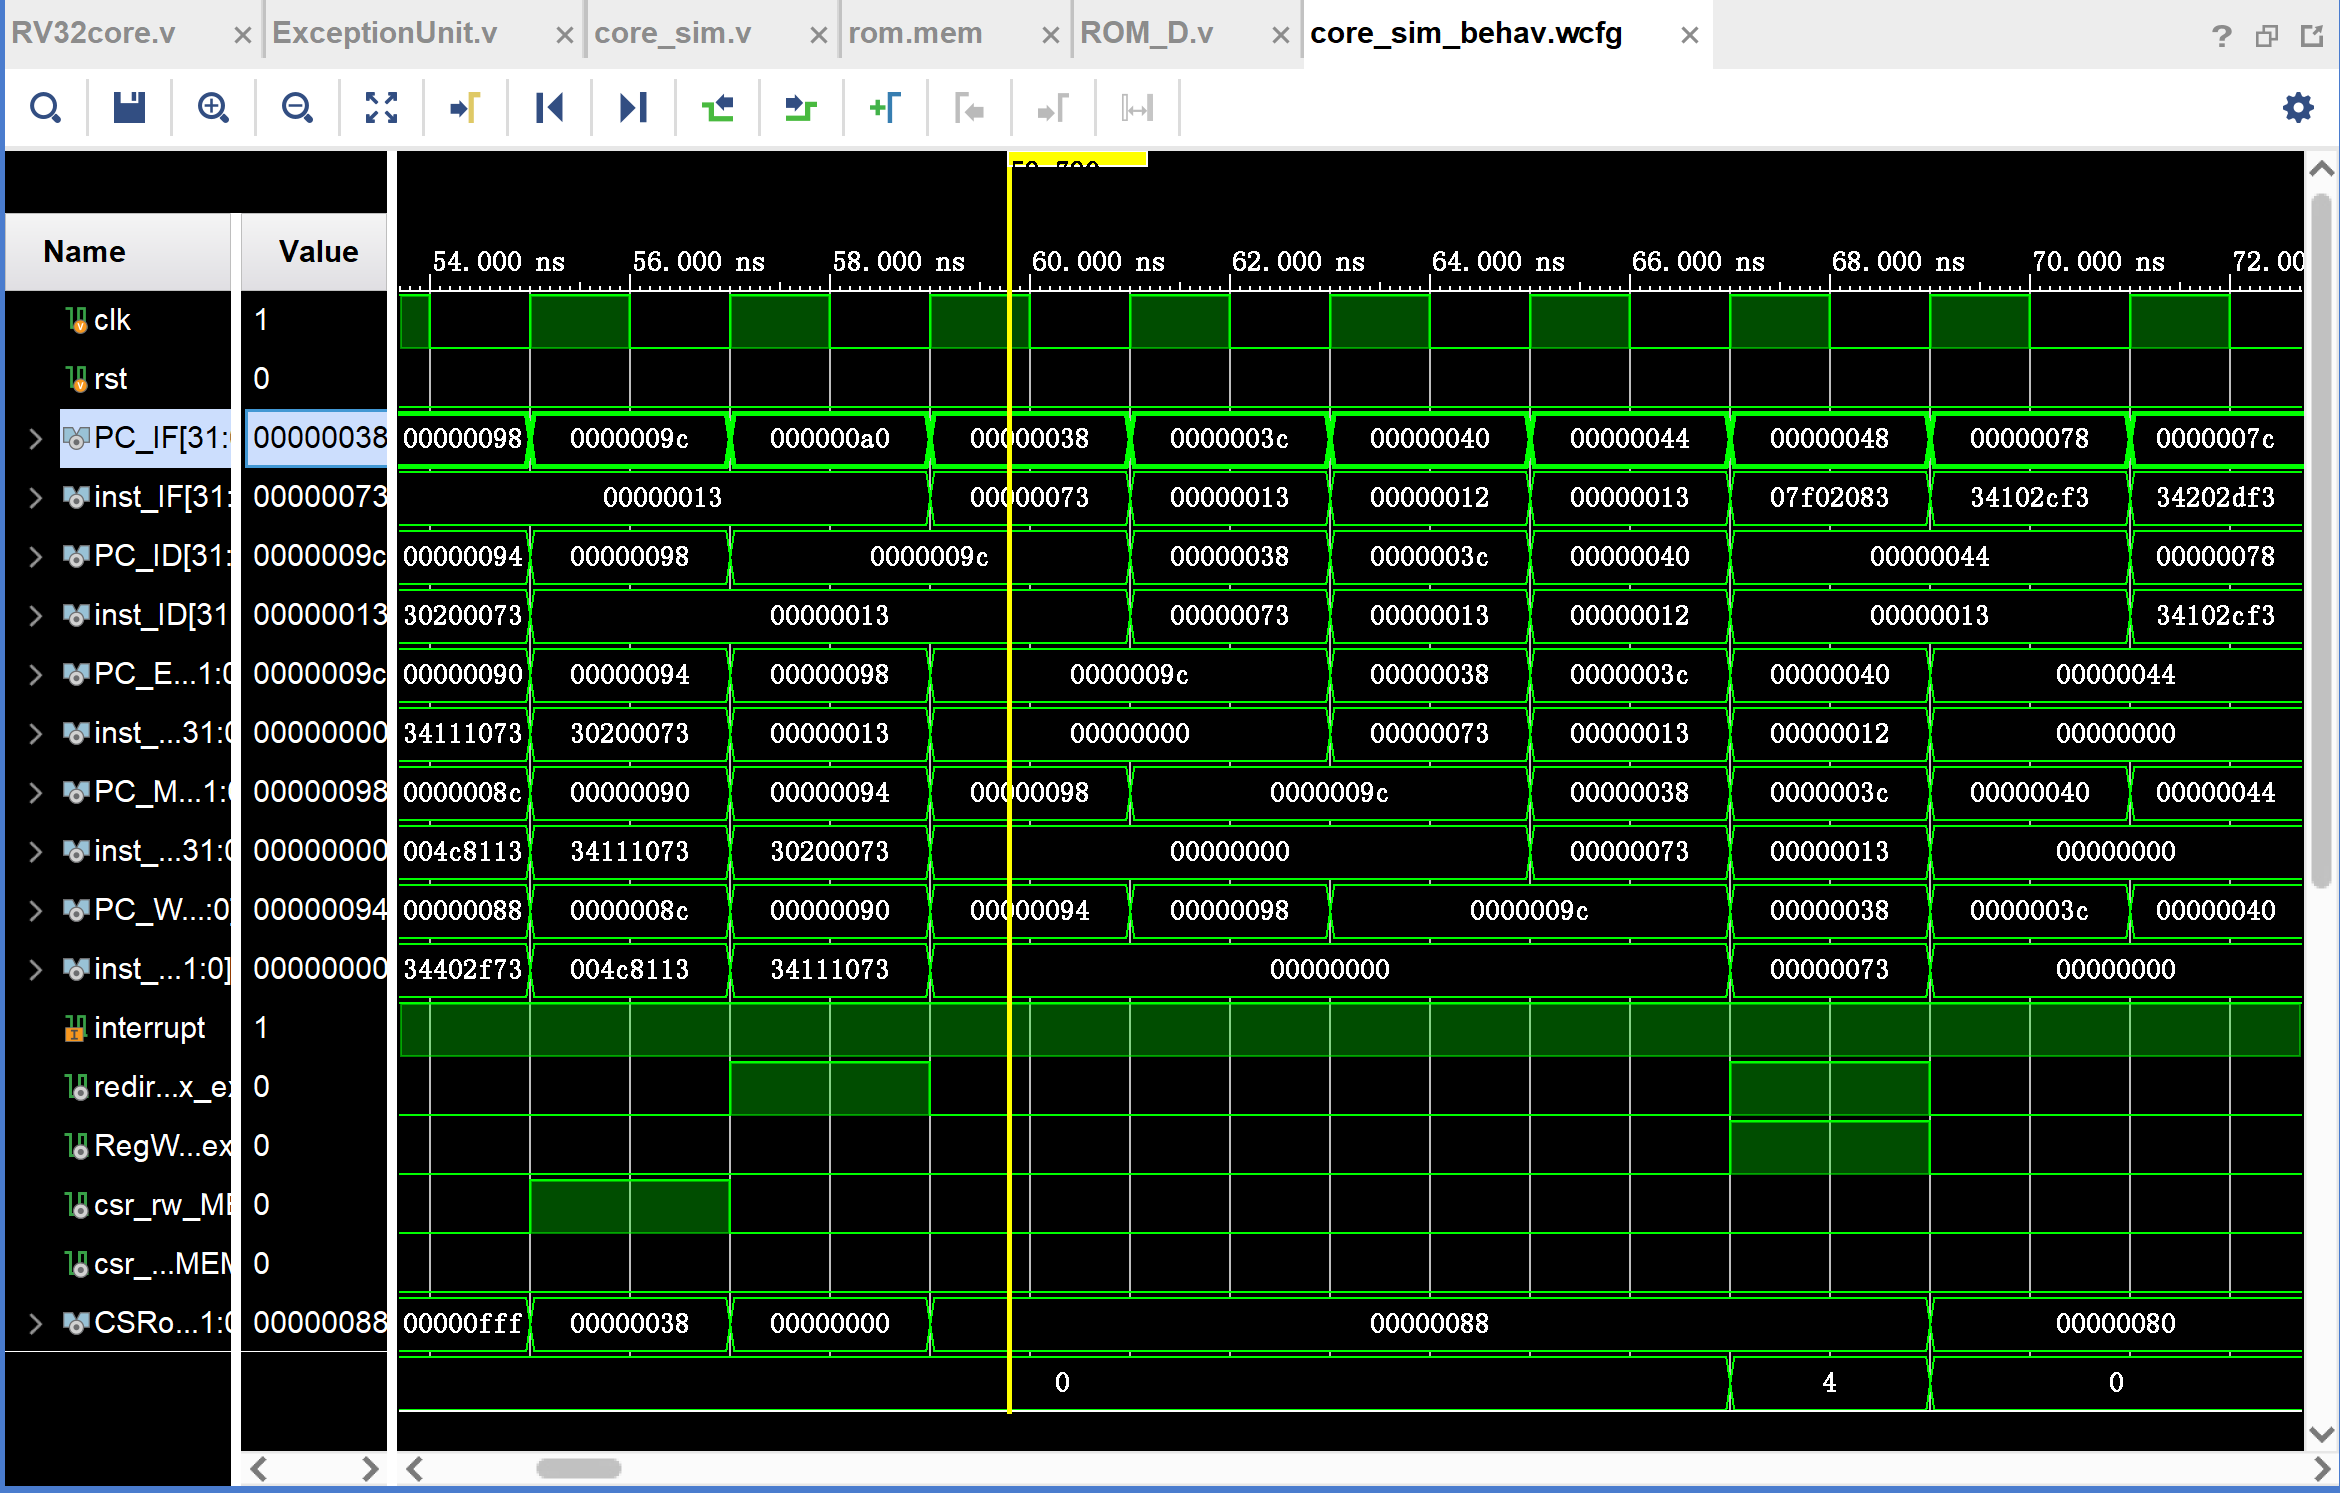 RV32core.v ExceptionUnit.v core_sim.v rom.mem ROM_D.v core_sim_behav.wcfg
Name Value 54.000 ns 56.000 ns 58.000 ns 60.000 ns 62.000 ns 64.000 ns 66.000 ns 68.000 ns 70.000 ns 72.00
clk 1
rst 0
PC_IF[31: 00000038 00000098 0000009c 000000a0 00000038 0000003c 00000040 00000044 00000048 00000078 0000007c
inst_IF[31: 00000073 00000013 00000073 00000013 00000012 00000013 07f02083 34102cf3 34202df3
PC_ID[31: 0000009c 00000094 00000098 0000009c 00000038 0000003c 00000040 00000044 00000078
inst_ID[31 00000013 30200073 00000013 00000073 00000013 00000012 00000013 34102cf3
PC_E...1:0 0000009c 00000090 00000094 00000098 0000009c 00000038 0000003c 00000040 00000044
inst_...31:0 00000000 34111073 30200073 00000013 00000000 00000073 00000013 00000012 00000000
PC_M...1: 00000098 0000008c 00000090 00000094 00000098 0000009c 00000038 0000003c 00000040 00000044
inst_...31:0 00000000 004c8113 34111073 30200073 00000000 00000073 00000013 00000000
PC_W...:0] 00000094 00000088 0000008c 00000090 00000094 00000098 0000009c 00000038 0000003c 00000040
inst_...1:0] 00000000 34402f73 004c8113 34111073 00000000 00000073 00000000
interrupt 1
redir...x_ex 0
RegW...ex 0
csr_rw_ME 0
csr_...MEM 0
CSRo...1:0 00000088 00000fff 00000038 00000000 00000088 00000080
0 4 0